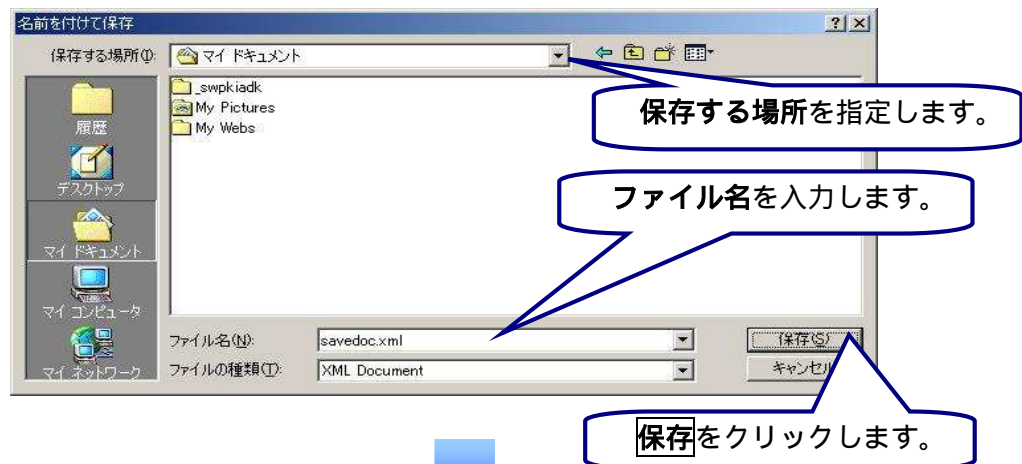 名前を付けて保存
保存する場所(I):
マイ ドキュメント
_swpkiadk
My Pictures
My Webs
保存する場所を指定します。
履歴
デスクトップ
ファイル名を入力します。
マイ ドキュメント
マイ コンピュータ
マイ ネットワーク
ファイル名(N):
savedoc.xml
保存(S)
ファイルの種類(T):
XML Document
キャンセル
保存をクリックします。